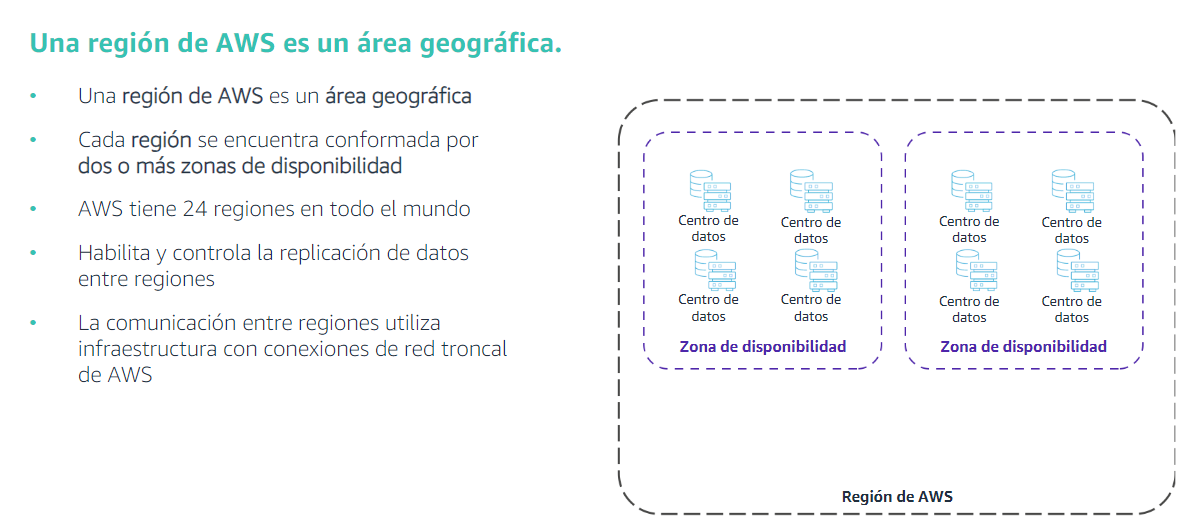 Una región de AWS es un área geográfica.
• Una región de AWS es un área geográfica
• Cada región se encuentra conformada por
dos o más zonas de disponibilidad
• AWS tiene 24 regiones en todo el mundo
• Habilita y controla la replicación de datos
entre regiones
• La comunicación entre regiones utiliza
infraestructura con conexiones de red troncal
de AWS
Centro de
datos
Centro de
datos
Centro de
datos
Centro de
datos
Zona de disponibilidad
Centro de
datos
Centro de
datos
Centro de
datos
Centro de
datos
Zona de disponibilidad
Región de AWS